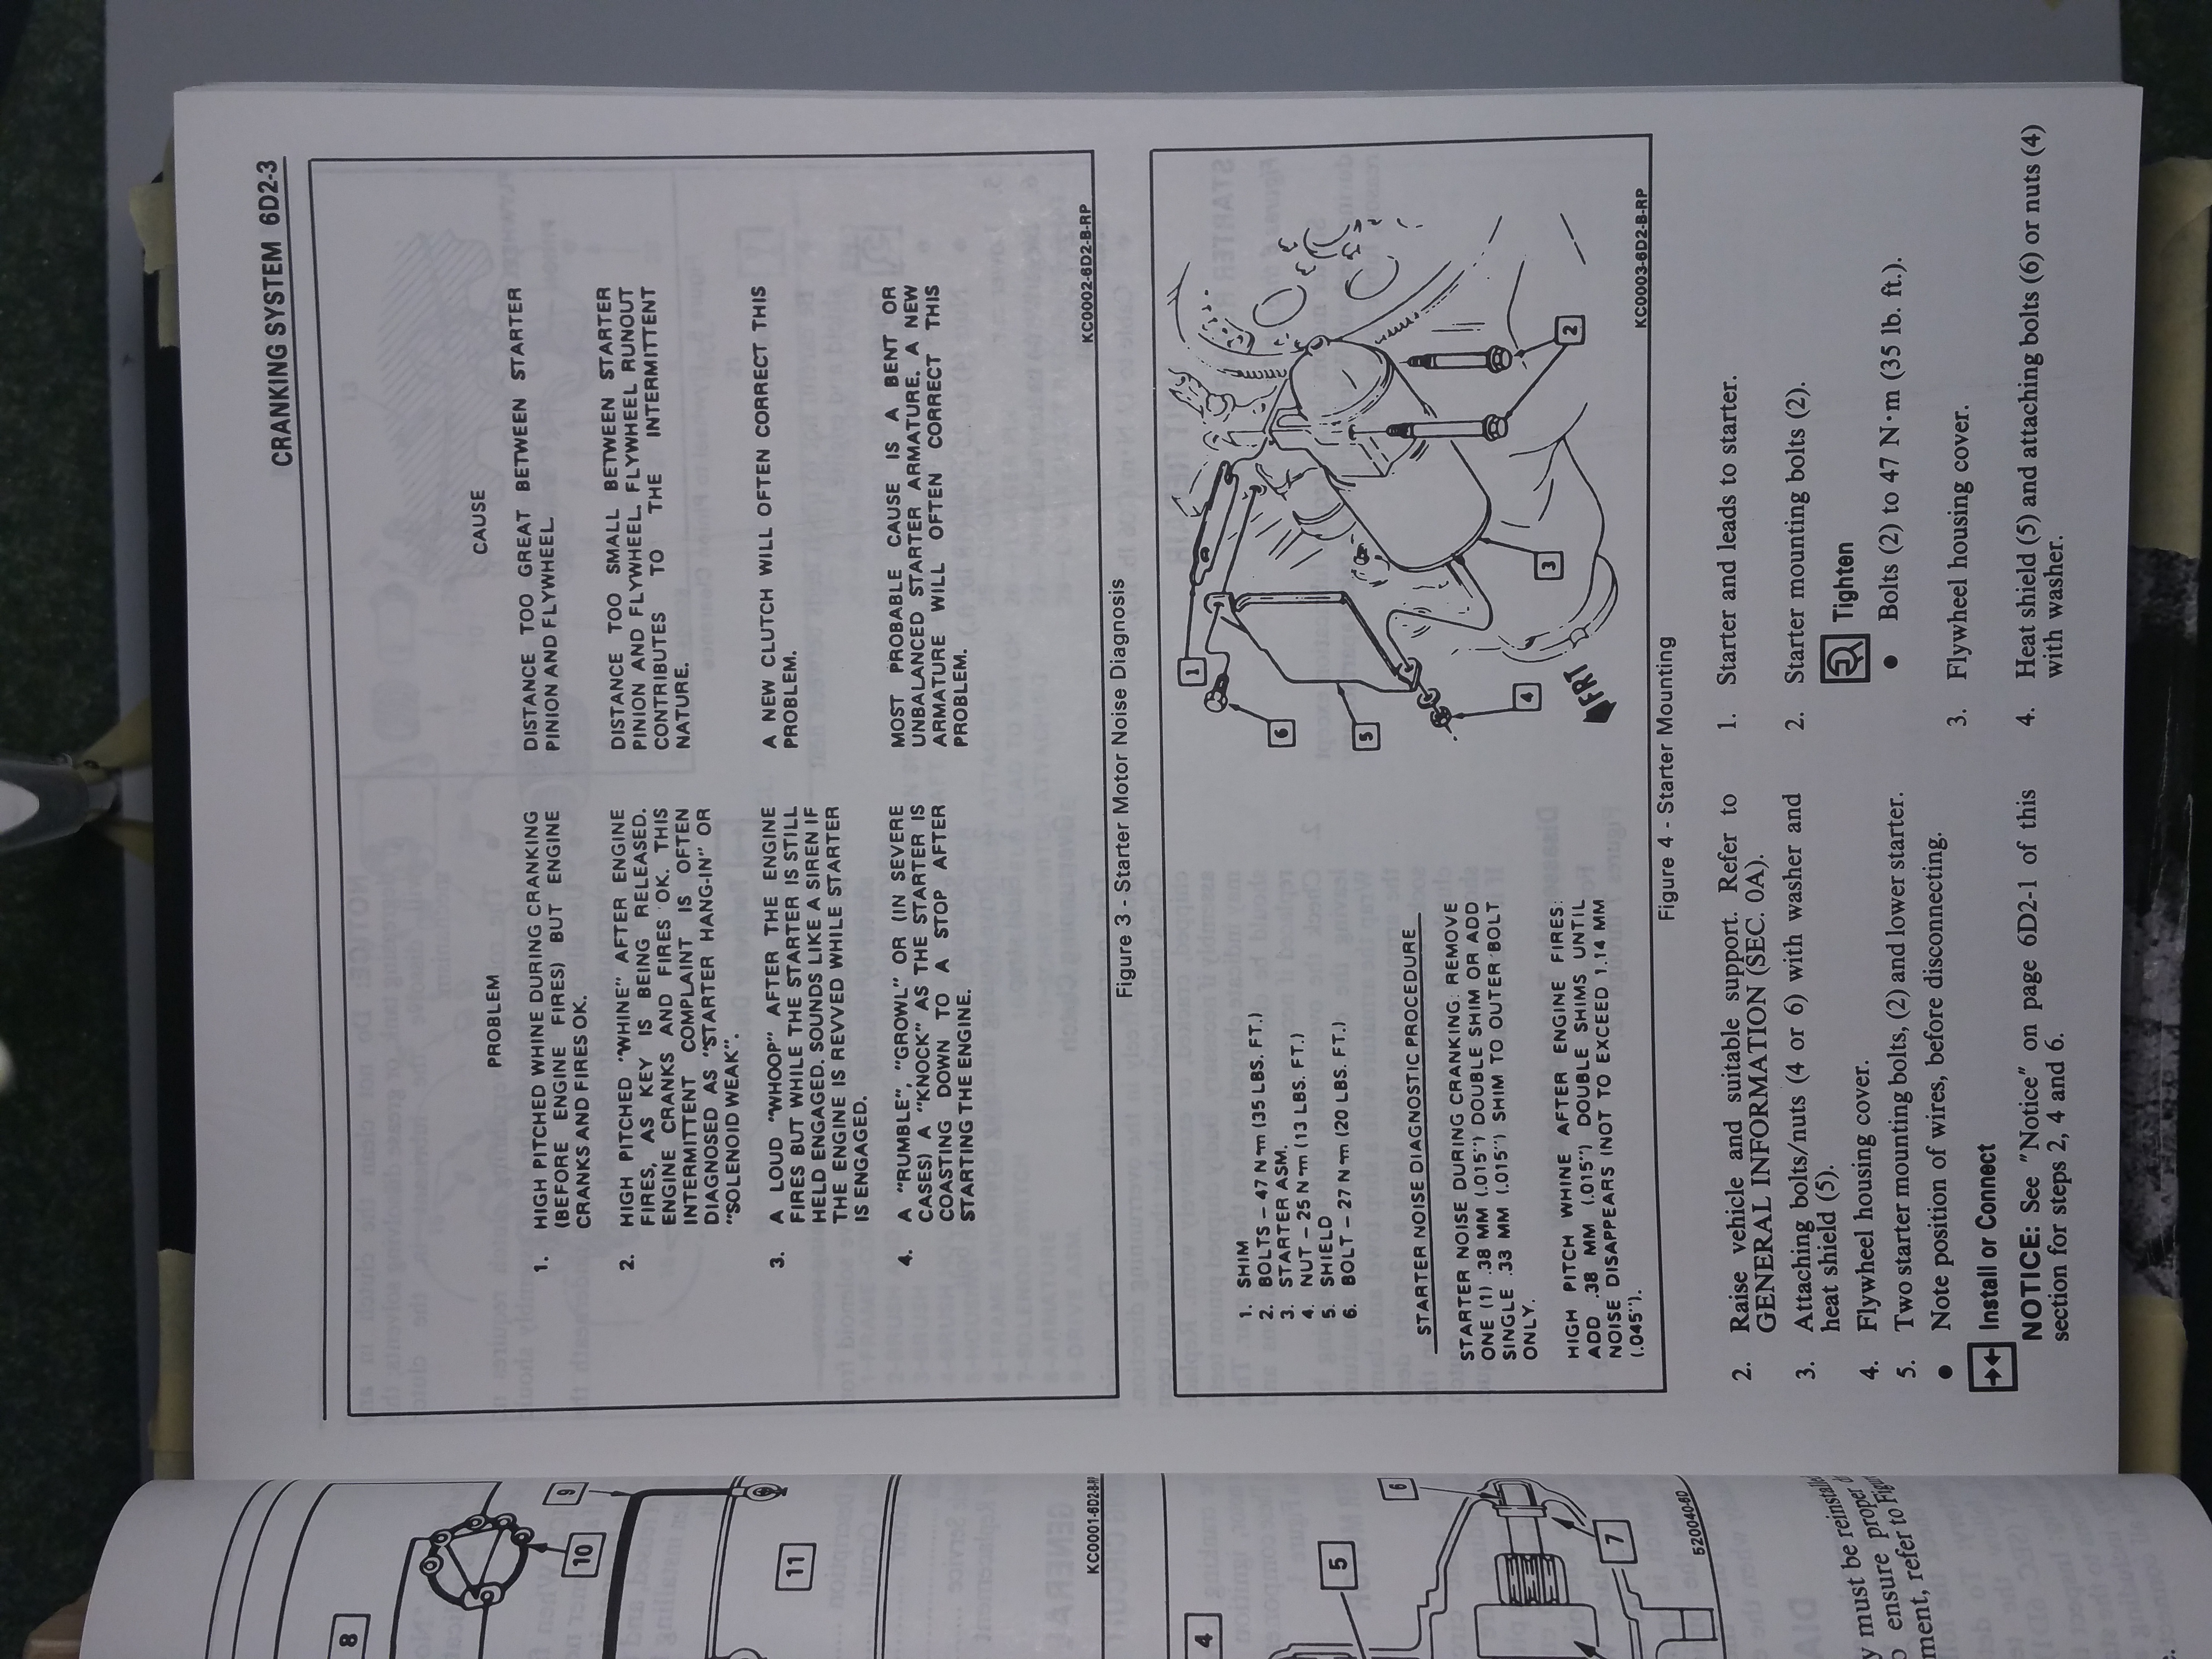 CRANKING SYSTEM 6D2-3
PROBLEM
CAUSE
1. HIGH PITCHED WHINE DURING CRANKING
(BEFORE ENGINE FIRES) BUT ENGINE
CRANKS AND FIRES OK.
DISTANCE TOO GREAT BETWEEN STARTER
PINION AND FLYWHEEL.
2. HIGH PITCHED "WHINE" AFTER ENGINE
FIRES, AS KEY IS BEING RELEASED.
ENGINE CRANKS AND FIRES OK. THIS
INTERMITTENT COMPLAINT IS OFTEN
DIAGNOSED AS "STARTER HANG-IN" OR
"SOLENOID WEAK".
DISTANCE TOO SMALL BETWEEN STARTER
PINION AND FLYWHEEL. FLYWHEEL RUNOUT
CONTRIBUTES TO THE INTERMITTENT
NATURE.
3. A LOUD "WHOOP" AFTER THE ENGINE
FIRES BUT WHILE THE STARTER IS STILL
HELD ENGAGED. SOUNDS LIKE A SIREN IF
THE ENGINE IS REVVED WHILE STARTER
IS ENGAGED.
A NEW CLUTCH WILL OFTEN CORRECT THIS
PROBLEM.
4. A "RUMBLE", "GROWL" OR (IN SEVERE
CASES) A "KNOCK" AS THE STARTER IS
COASTING DOWN TO A STOP AFTER
STARTING THE ENGINE.
MOST PROBABLE CAUSE IS A BENT OR
UNBALANCED STARTER ARMATURE. A NEW
ARMATURE WILL OFTEN CORRECT THIS
PROBLEM.
KC0002-6D2-B-RP
Figure 3 - Starter Motor Noise Diagnosis
1. SHIM
2. BOLTS – 47 N·m (35 LBS. FT.)
3. STARTER ASM.
4. NUT – 25 N·m (13 LBS. FT.)
5. SHIELD
6. BOLT – 27 N·m (20 LBS. FT.)
STARTER NOISE DIAGNOSTIC PROCEDURE
STARTER NOISE DURING CRANKING: REMOVE
ONE (1) .38 MM (.015") DOUBLE SHIM OR ADD
SINGLE .33 MM (.015") SHIM TO OUTER BOLT
ONLY.
HIGH PITCH WHINE AFTER ENGINE FIRES:
ADD .38 MM (.015") DOUBLE SHIMS UNTIL
NOISE DISAPPEARS (NOT TO EXCEED 1.14 MM
(.045").
1
6
5
4
3
2
FRT
KC0003-6D2-B-RP
Figure 4 - Starter Mounting
2. Raise vehicle and suitable support. Refer to
GENERAL INFORMATION (SEC. 0A).
3. Attaching bolts/nuts (4 or 6) with washer and
heat shield (5).
4. Flywheel housing cover.
5. Two starter mounting bolts, (2) and lower starter.
● Note position of wires, before disconnecting.
Install or Connect
NOTICE: See "Notice" on page 6D2-1 of this
section for steps 2, 4 and 6.
1. Starter and leads to starter.
2. Starter mounting bolts (2).
Tighten
● Bolts (2) to 47 N·m (35 lb. ft.).
3. Flywheel housing cover.
4. Heat shield (5) and attaching bolts (6) or nuts (4)
with washer.
8
9
10
11
KC0001-6D2-B-RP
4
5
6
7
520040-6D
must be reinstalled
ensure proper
ment, refer to Figure